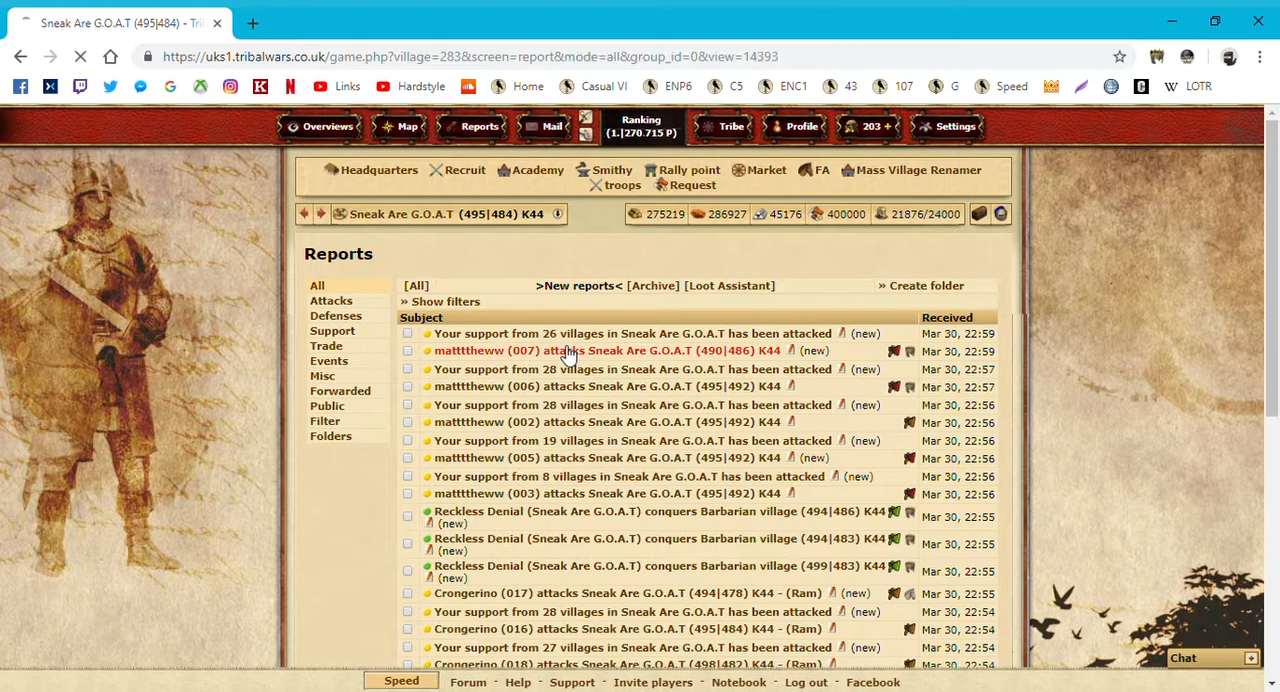 Sneak Are G.O.A.T (495|484) - Tri
https://uks1.tribalwars.co.uk/game.php?village=283&screen=report&mode=all&group_id=0&view=14393
Links Hardstyle Home Casual VI ENP6 C5 ENC1 43 107 G Speed LOTR
Overviews Map Reports Mail Ranking Tribe Profile 203 + Settings
(1.|270.715 P)
Headquarters Recruit Academy Smithy Rally point Market FA Mass Village Renamer
troops Request
Sneak Are G.O.A.T (495|484) K44 275219 286927 45176 400000 21876/24000
Reports
All [All] >New reports< [Archive] [Loot Assistant] » Create folder
Attacks » Show filters
Defenses Subject Received
Support Your support from 26 villages in Sneak Are G.O.A.T has been attacked (new) Mar 30, 22:59
Trade matttheww (007) attacks Sneak Are G.O.A.T (490|486) K44 (new) Mar 30, 22:59
Events Your support from 28 villages in Sneak Are G.O.A.T has been attacked (new) Mar 30, 22:57
Misc matttheww (006) attacks Sneak Are G.O.A.T (495|492) K44 Mar 30, 22:57
Forwarded
Public Your support from 28 villages in Sneak Are G.O.A.T has been attacked (new) Mar 30, 22:56
Filter matttheww (002) attacks Sneak Are G.O.A.T (495|492) K44 Mar 30, 22:56
Folders Your support from 19 villages in Sneak Are G.O.A.T has been attacked (new) Mar 30, 22:56
matttheww (005) attacks Sneak Are G.O.A.T (495|492) K44 (new) Mar 30, 22:56
Your support from 8 villages in Sneak Are G.O.A.T has been attacked (new) Mar 30, 22:56
matttheww (003) attacks Sneak Are G.O.A.T (495|492) K44 Mar 30, 22:56
Reckless Denial (Sneak Are G.O.A.T) conquers Barbarian village (494|486) K44 Mar 30, 22:55
(new)
Reckless Denial (Sneak Are G.O.A.T) conquers Barbarian village (494|483) K44 Mar 30, 22:55
(new)
Reckless Denial (Sneak Are G.O.A.T) conquers Barbarian village (499|483) K44 Mar 30, 22:55
(new)
Crongerino (017) attacks Sneak Are G.O.A.T (494|478) K44 - (Ram) (new) Mar 30, 22:55
Your support from 28 villages in Sneak Are G.O.A.T has been attacked (new) Mar 30, 22:54
Crongerino (016) attacks Sneak Are G.O.A.T (495|484) K44 - (Ram) Mar 30, 22:54
Your support from 27 villages in Sneak Are G.O.A.T has been attacked (new) Mar 30, 22:54
Crongerino (018) attacks Sneak Are G.O.A.T (498|482) K44 - (Ram) Mar 30, 22:54
Chat
Speed Forum - Help - Support - Invite players - Notebook - Log out - Facebook